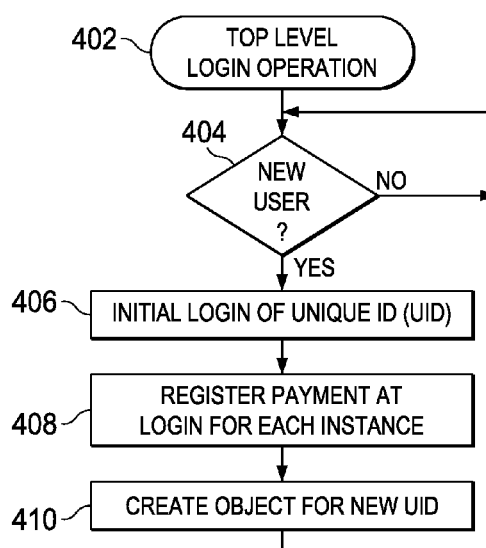 402
TOP LEVEL
LOGIN OPERATION
404
NEW
USER
?
NO
YES
406
INITIAL LOGIN OF UNIQUE ID (UID)
408
REGISTER PAYMENT AT
LOGIN FOR EACH INSTANCE
410
CREATE OBJECT FOR NEW UID